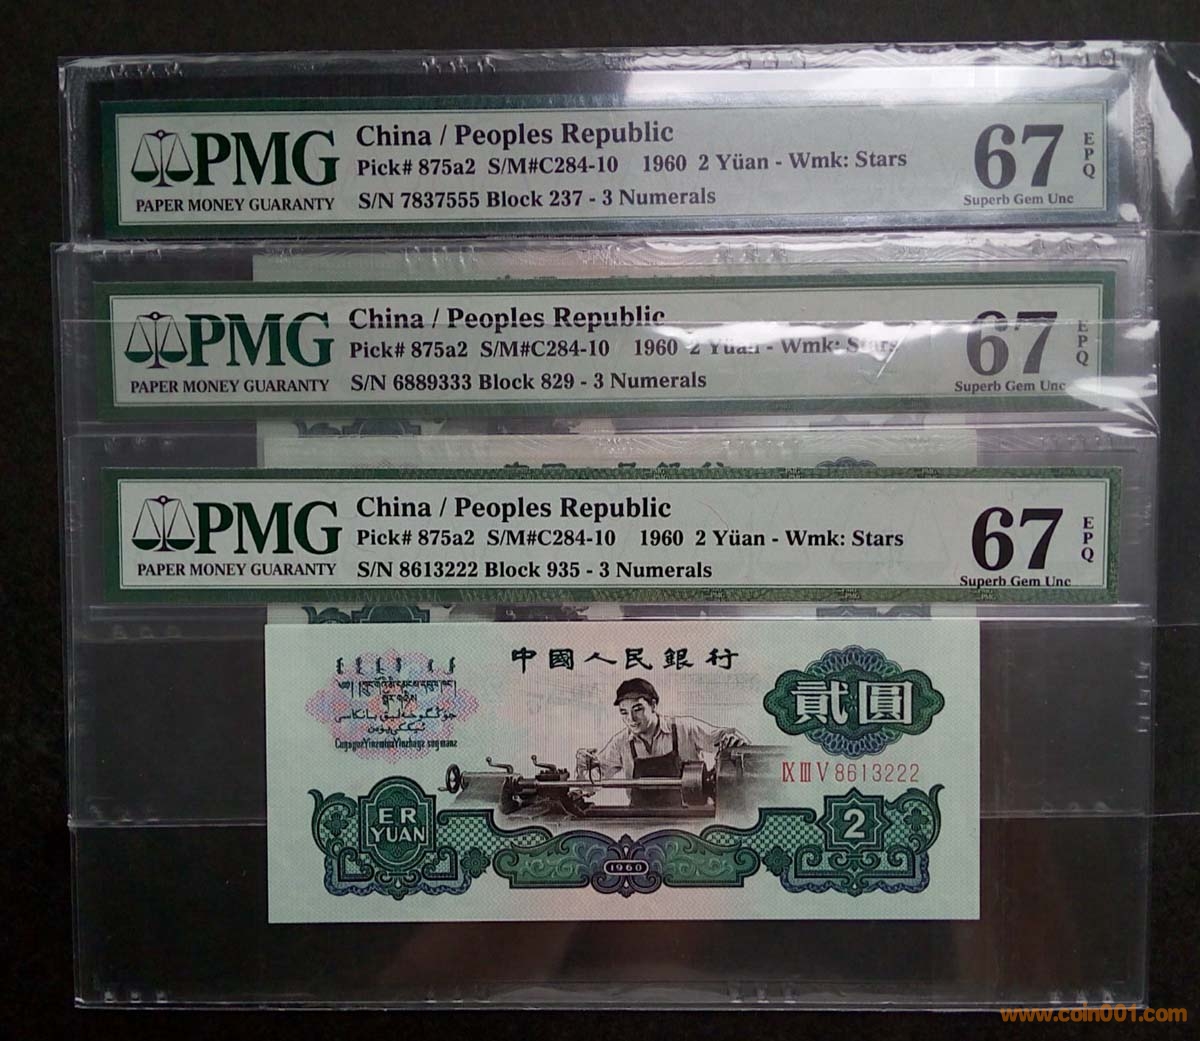 PMG
PAPER MONEY GUARANTY
China / Peoples Republic
Pick# 875a2 S/M#C284-10 1960 2 Yüan - Wmk: Stars
S/N 7837555 Block 237 - 3 Numerals
67
EPQ
Superb Gem Unc
PMG
PAPER MONEY GUARANTY
China / Peoples Republic
Pick# 875a2 S/M#C284-10 1960 2 Yüan - Wmk: Stars
S/N 6889333 Block 829 - 3 Numerals
67
EPQ
Superb Gem Unc
PMG
PAPER MONEY GUARANTY
China / Peoples Republic
Pick# 875a2 S/M#C284-10 1960 2 Yüan - Wmk: Stars
S/N 8613222 Block 935 - 3 Numerals
67
EPQ
Superb Gem Unc
中國人民銀行
貳圓
IX III V 8613222
ER
YUAN
2
1960
www.coin001.com